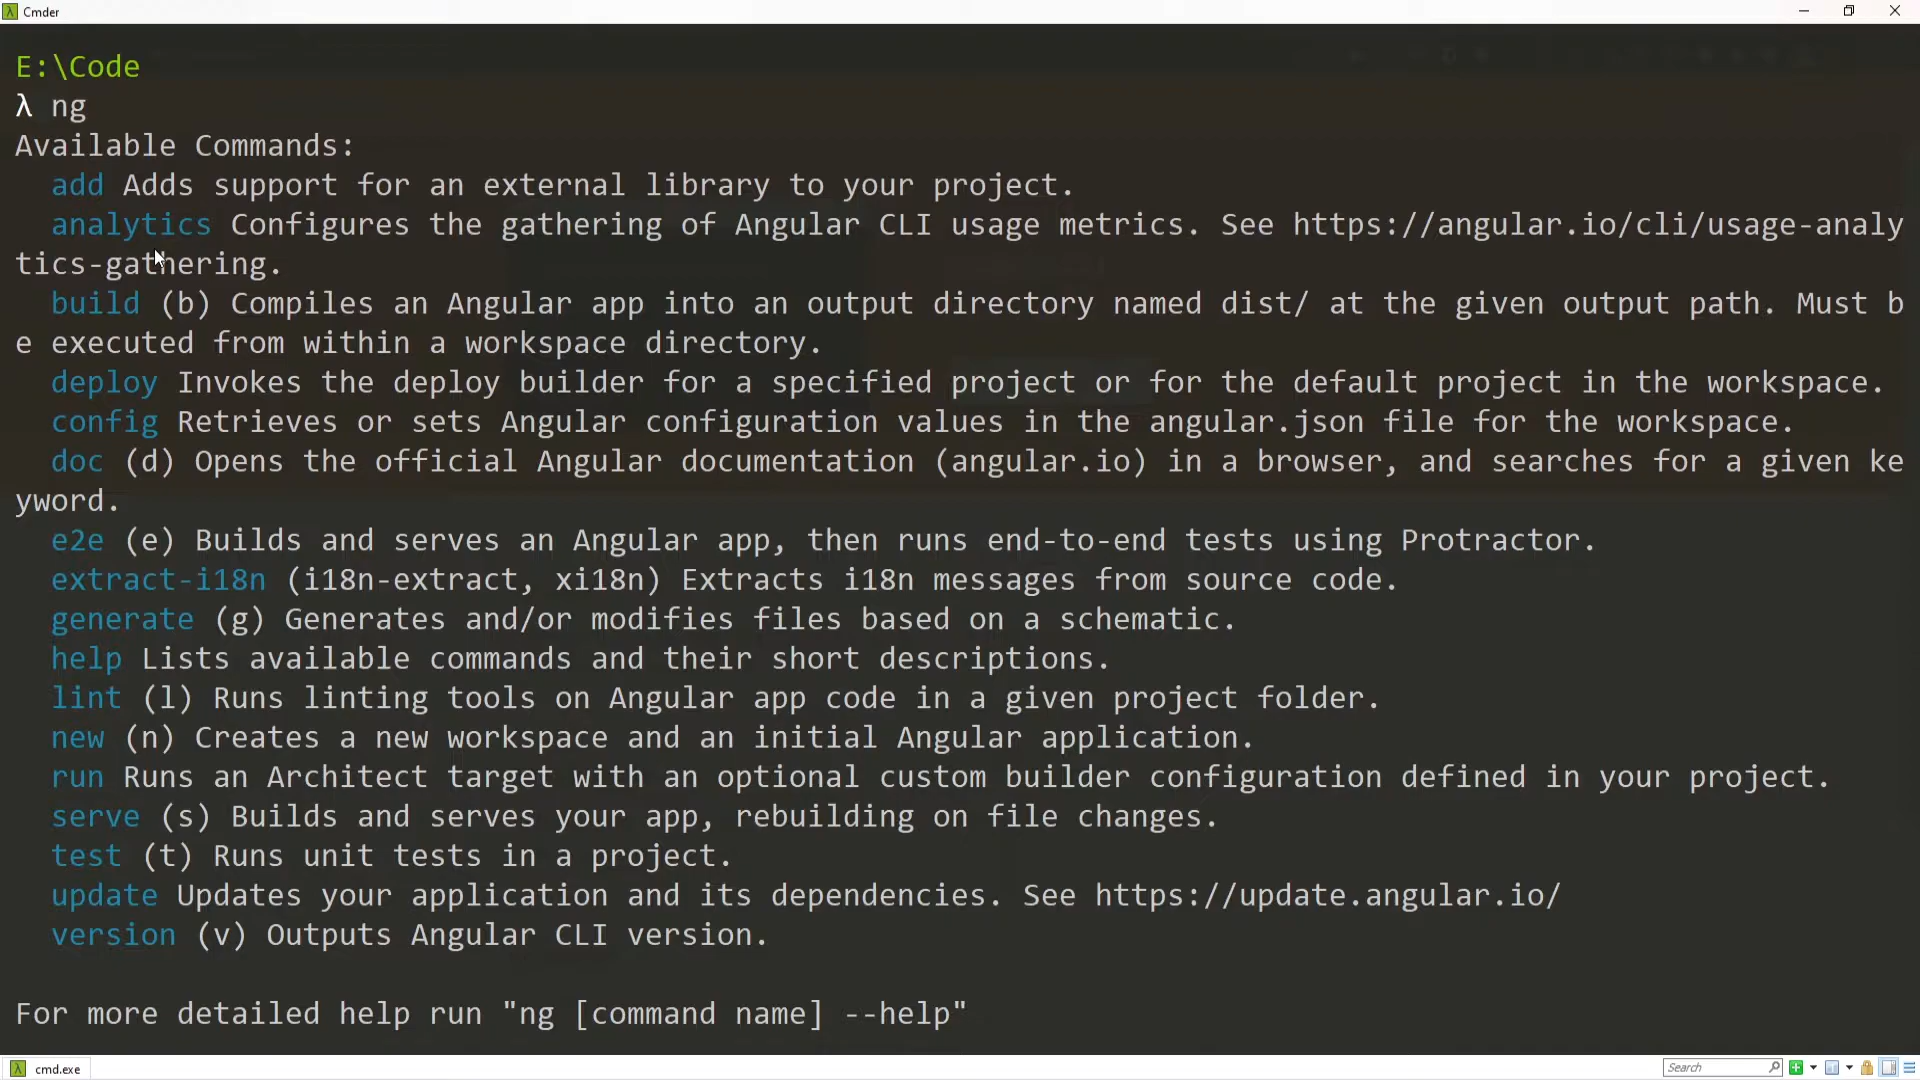 Cmder
E:\Code
λ ng
Available Commands:
  add Adds support for an external library to your project.
  analytics Configures the gathering of Angular CLI usage metrics. See https://angular.io/cli/usage-analy
tics-gathering.
  build (b) Compiles an Angular app into an output directory named dist/ at the given output path. Must b
e executed from within a workspace directory.
  deploy Invokes the deploy builder for a specified project or for the default project in the workspace.
  config Retrieves or sets Angular configuration values in the angular.json file for the workspace.
  doc (d) Opens the official Angular documentation (angular.io) in a browser, and searches for a given ke
yword.
  e2e (e) Builds and serves an Angular app, then runs end-to-end tests using Protractor.
  extract-i18n (i18n-extract, xi18n) Extracts i18n messages from source code.
  generate (g) Generates and/or modifies files based on a schematic.
  help Lists available commands and their short descriptions.
  lint (l) Runs linting tools on Angular app code in a given project folder.
  new (n) Creates a new workspace and an initial Angular application.
  run Runs an Architect target with an optional custom builder configuration defined in your project.
  serve (s) Builds and serves your app, rebuilding on file changes.
  test (t) Runs unit tests in a project.
  update Updates your application and its dependencies. See https://update.angular.io/
  version (v) Outputs Angular CLI version.
For more detailed help run "ng [command name] --help"
cmd.exe
Search